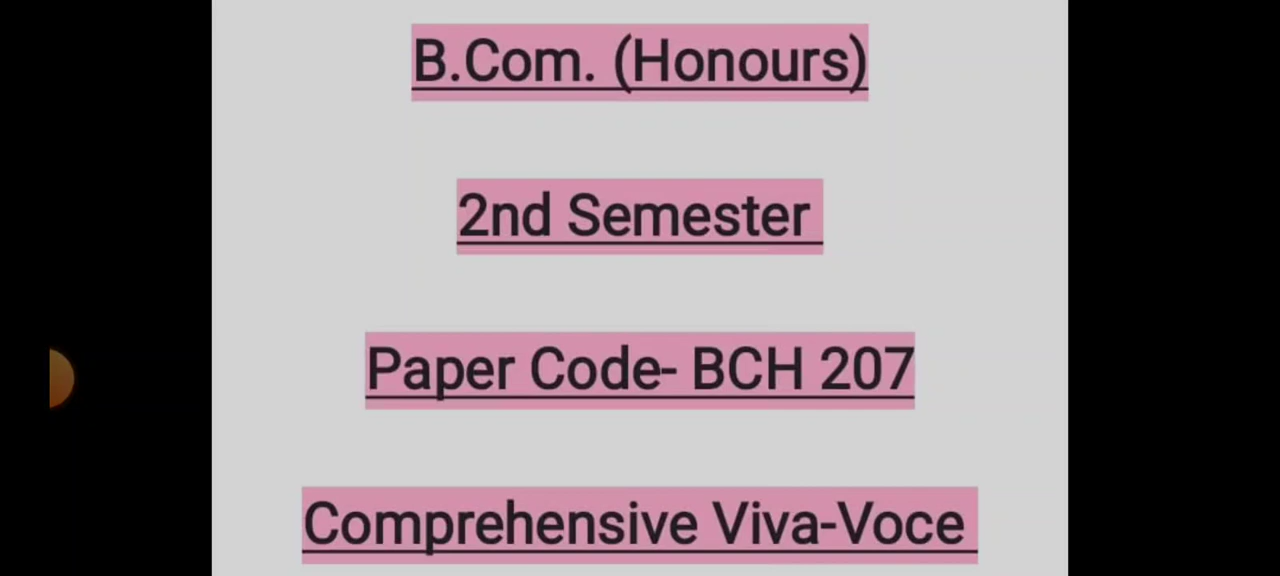 B.Com. (Honours)
2nd Semester
Paper Code- BCH 207
Comprehensive Viva-Voce